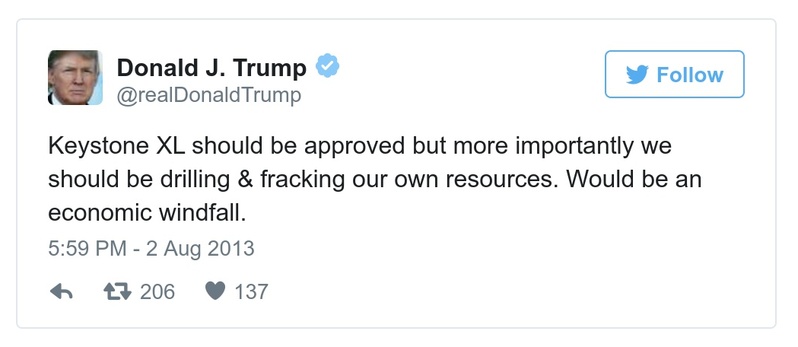 Donald J. Trump
@realDonaldTrump
Follow
Keystone XL should be approved but more importantly we
should be drilling & fracking our own resources. Would be an
economic windfall.
5:59 PM - 2 Aug 2013
206 137